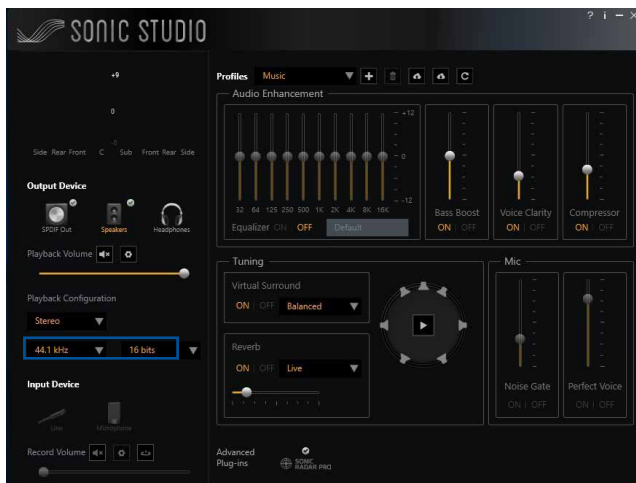 SONIC STUDIO
? i
+9
0
-9
Side Rear Front C Sub Front Rear Side
Output Device
SPDIF Out Speakers Headphones
Playback Volume
Playback Configuration
Stereo
44.1 kHz 16 bits
Input Device
Line Microphone
Record Volume
Profiles Music
Audio Enhancement
+12
0
-12
32 64 125 250 500 1K 2K 4K 8K 16K
Equalizer ON OFF Default
Bass Boost
ON | OFF
Voice Clarity
ON | OFF
Compressor
ON | OFF
Tuning
Virtual Surround
ON | OFF Balanced
Reverb
ON | OFF Live
Mic
Noise Gate
ON | OFF
Perfect Voice
ON | OFF
Advanced
Plug-ins
SONIC
RADAR PRO